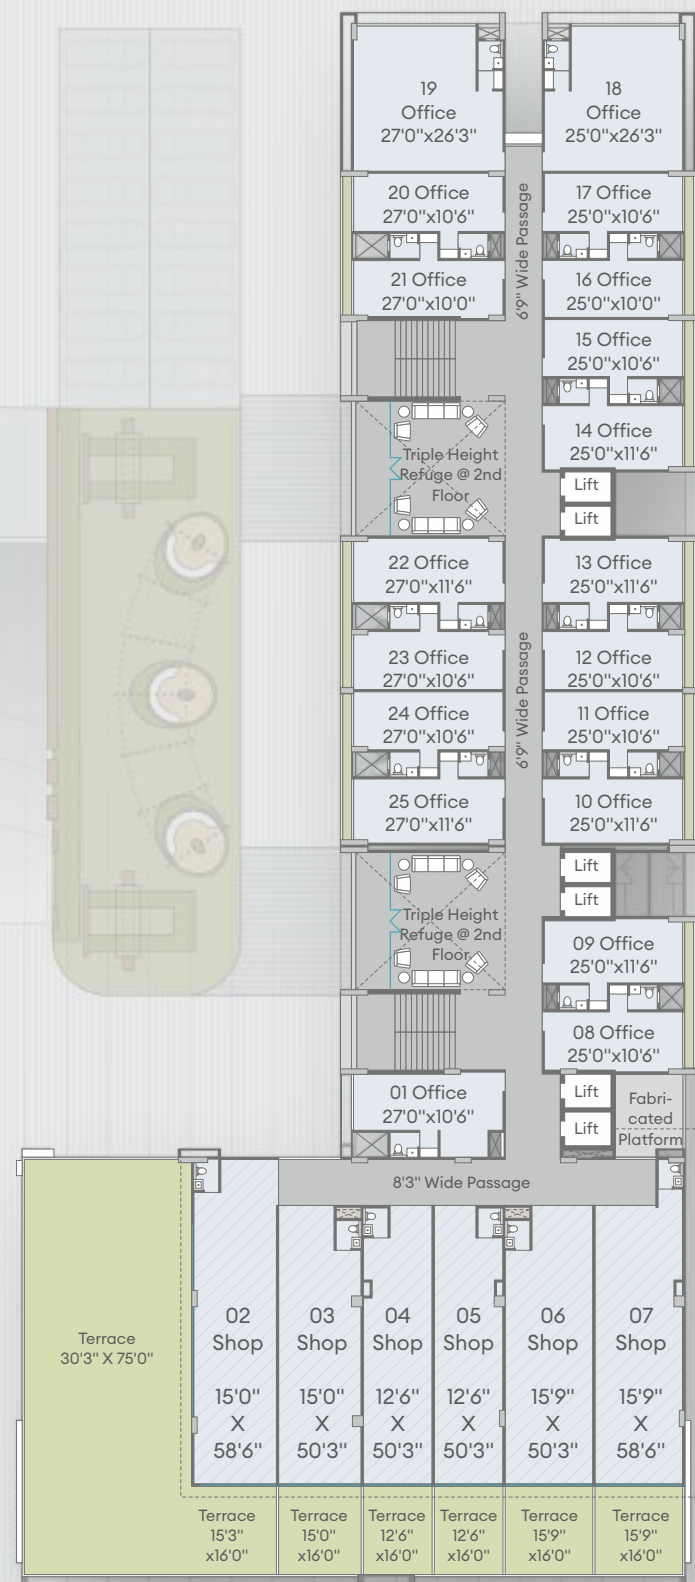 19
Office
27'0"x26'3"
18
Office
25'0"x26'3"
20 Office
27'0"x10'6"
17 Office
25'0"x10'6"
6'9" Wide Passage
21 Office
27'0"x10'0"
16 Office
25'0"x10'0"
15 Office
25'0"x10'6"
14 Office
25'0"x11'6"
Triple Height
Refuge @ 2nd
Floor
Lift
Lift
22 Office
27'0"x11'6"
13 Office
25'0"x11'6"
23 Office
27'0"x10'6"
12 Office
25'0"x10'6"
6'9" Wide Passage
24 Office
27'0"x10'6"
11 Office
25'0"x10'6"
25 Office
27'0"x11'6"
10 Office
25'0"x11'6"
Lift
Lift
Triple Height
Refuge @ 2nd
Floor
09 Office
25'0"x11'6"
08 Office
25'0"x10'6"
01 Office
27'0"x10'6"
Lift
Lift
Fabri-
cated
Platform
8'3" Wide Passage
Terrace
30'3" X 75'0"
02
Shop
15'0"
X
58'6"
03
Shop
15'0"
X
50'3"
04
Shop
12'6"
X
50'3"
05
Shop
12'6"
X
50'3"
06
Shop
15'9"
X
50'3"
07
Shop
15'9"
X
58'6"
Terrace
15'3"
x16'0"
Terrace
15'0"
x16'0"
Terrace
12'6"
x16'0"
Terrace
12'6"
x16'0"
Terrace
15'9"
x16'0"
Terrace
15'9"
x16'0"